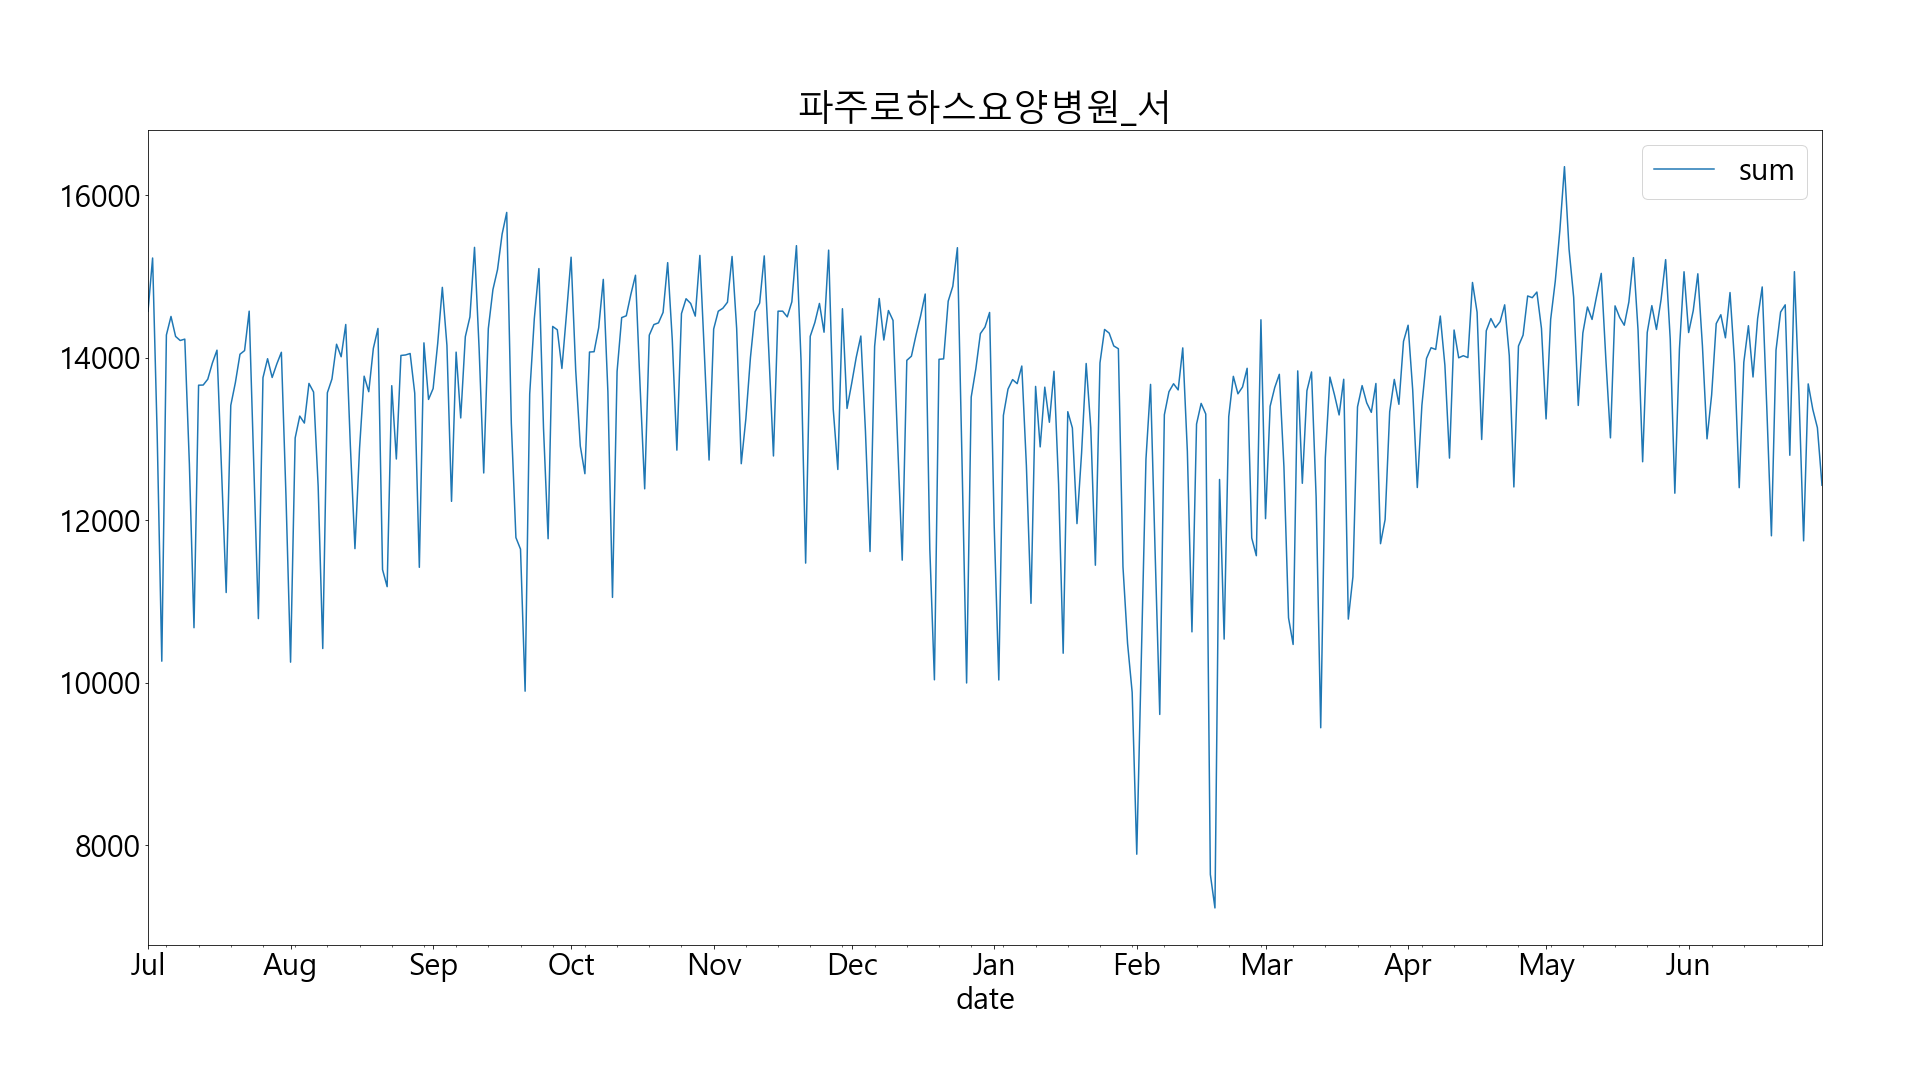 파주로하스요양병원_서
sum
16000
14000
12000
10000
8000
Jul Aug Sep Oct Nov Dec Jan Feb Mar Apr May Jun
date